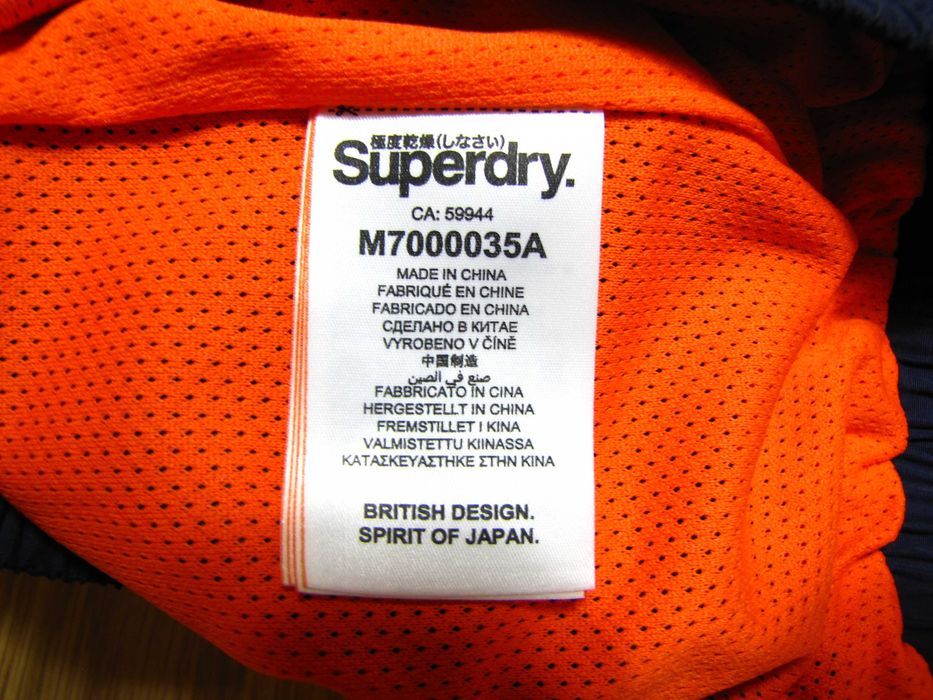 極度乾燥(しなさい)
Superdry.
CA: 59944
M7000035A
MADE IN CHINA
FABRIQUÉ EN CHINE
FABRICADO EN CHINA
СДЕЛАНО В КИТАЕ
VYROBENO V ČÍNĚ
中国制造
صنع في الصين
FABBRICATO IN CINA
HERGESTELLT IN CHINA
FREMSTILLET I KINA
VALMISTETTU KIINASSA
ΚΑΤΑΣΚΕΥΑΣΤΗΚΕ ΣΤΗΝ ΚΙΝΑ
BRITISH DESIGN.
SPIRIT OF JAPAN.